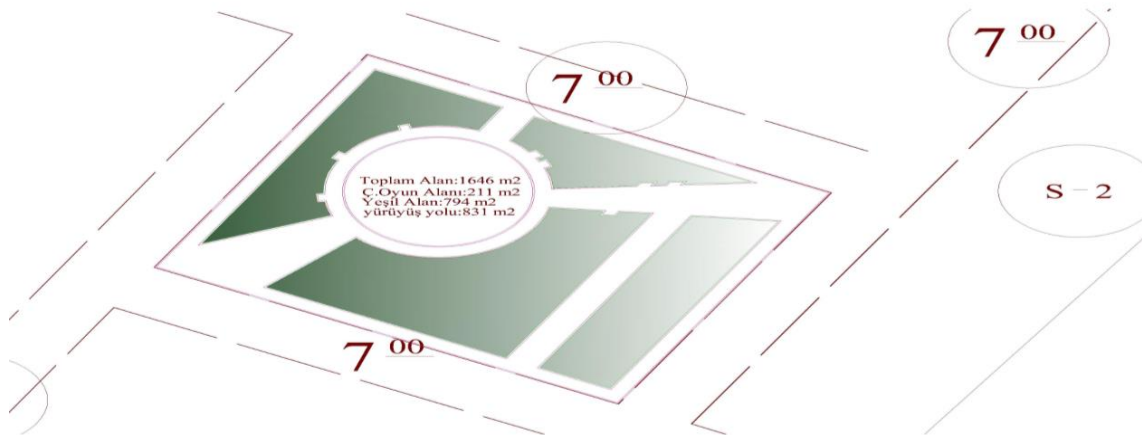 7 00
7 00
Toplam Alan:1646 m2
Ç.Oyun Alanı:211 m2
Yeşil Alan:794 m2
yürüyüş yolu:831 m2
S - 2
7 00